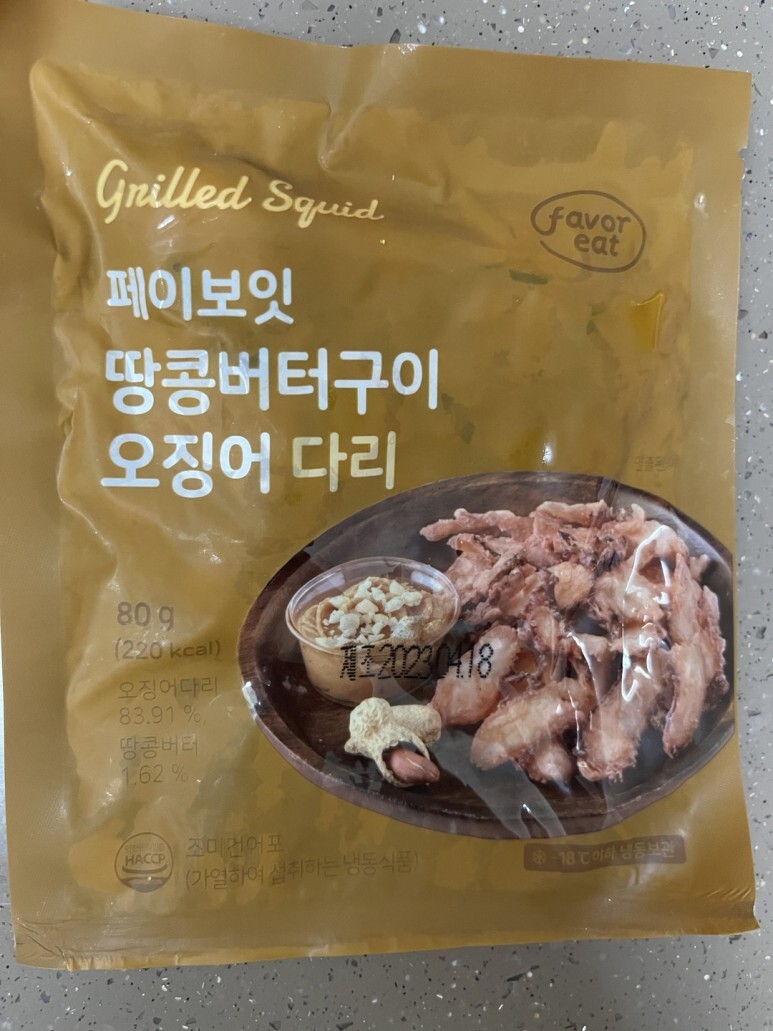 Grilled Squid
favor
eat
페이보잇
땅콩버터구이
오징어 다리
80 g
(220 kcal)
오징어다리
83.91 %,
땅콩버터
1.62 %
제조2023.04.18
HACCP
조미건어포
(가열하여 섭취하는 냉동식품)
-18℃이하 냉동보관